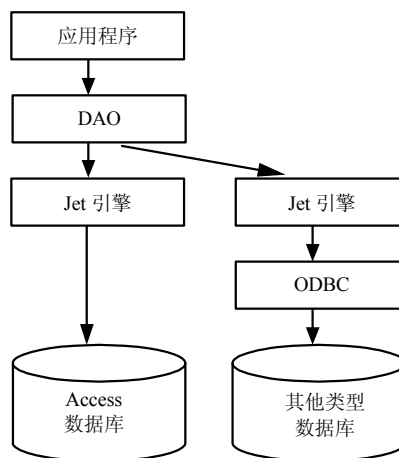 应用程序
DAO
Jet 引擎
Jet 引擎
ODBC
Access
数据库
其他类型
数据库